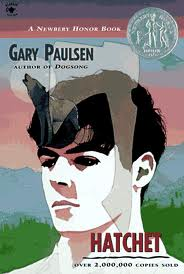 A NEWBERY HONOR BOOK
GARY PAULSEN
AUTHOR OF DOGSONG
HATCHET
OVER 2,000,000 COPIES SOLD